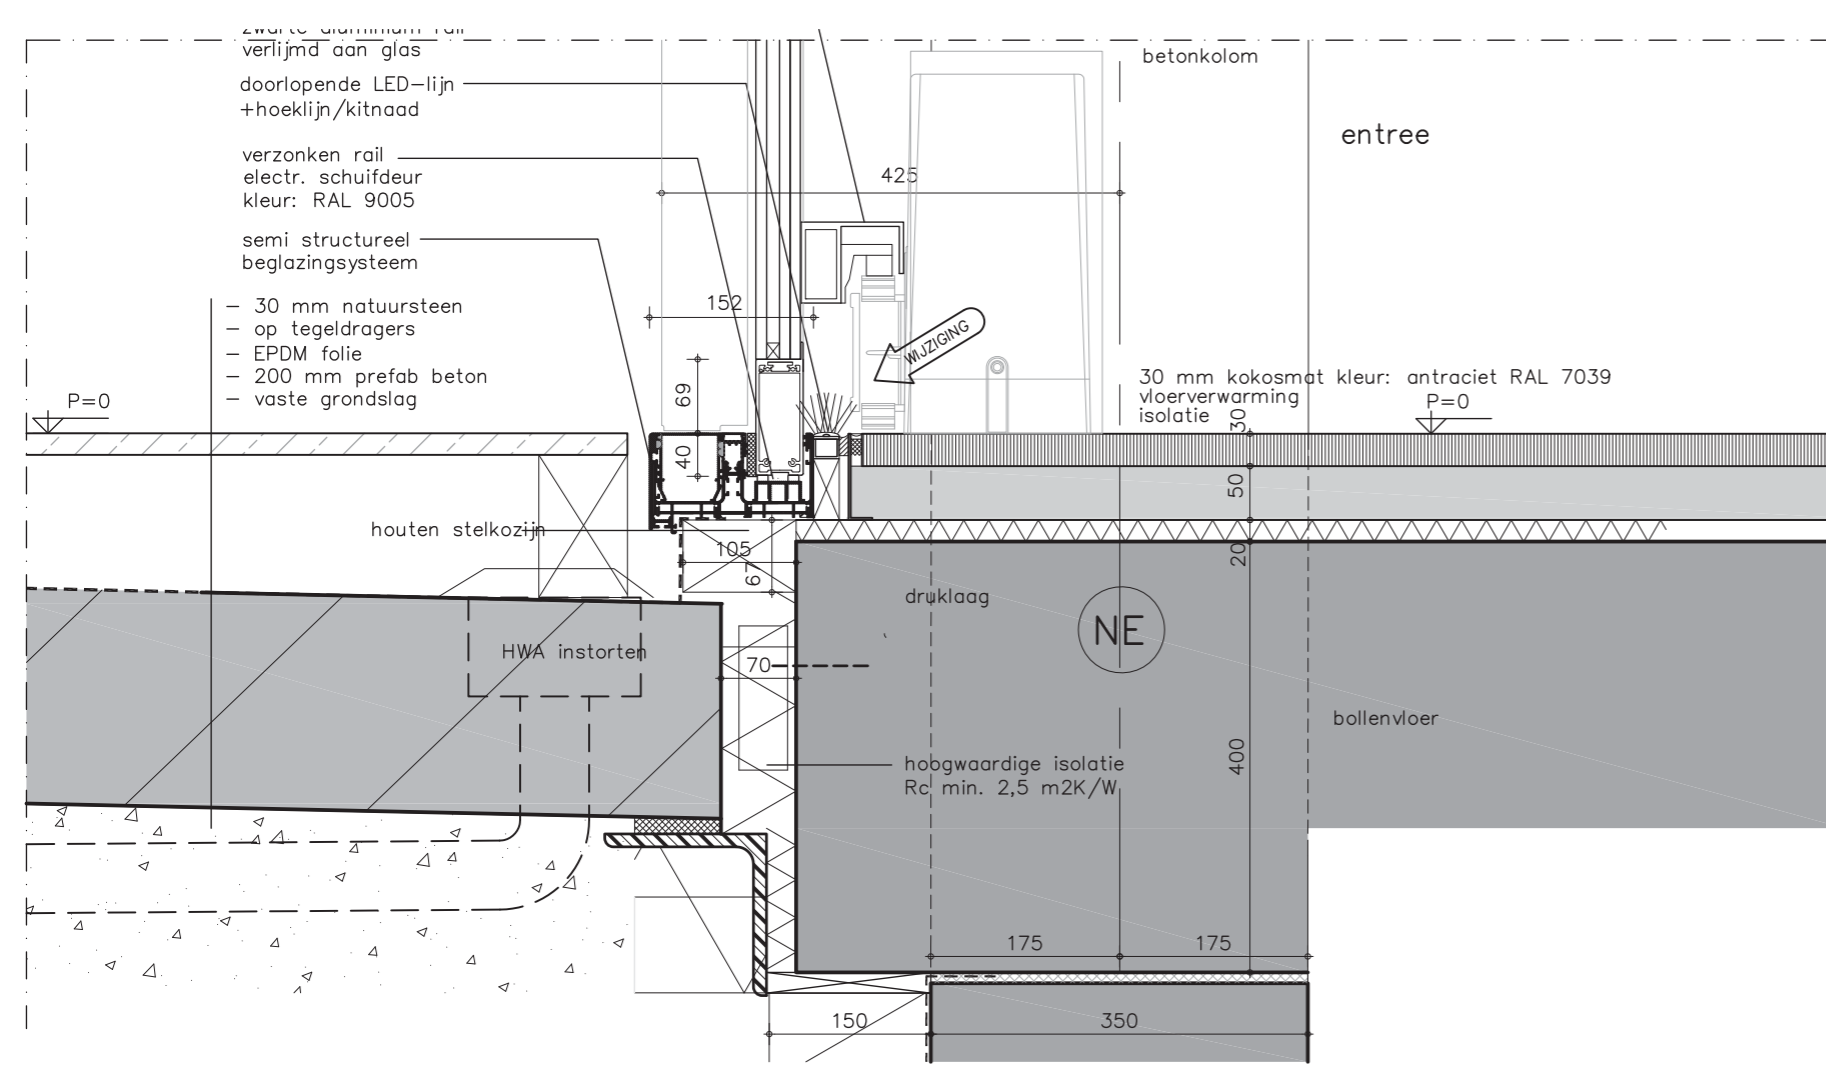 zwarte aluminium rail
verlijmd aan glas
doorlopende LED-lijn
+hoeklijn/kitnaad
verzonken rail
electr. schuifdeur
kleur: RAL 9005
semi structureel
beglazingsysteem
- 30 mm natuursteen
- op tegeldragers
- EPDM folie
- 200 mm prefab beton
- vaste grondslag
P=0
betonkolom
entree
425
152
WIJZIGING
69
40
30 mm kokosmat kleur: antraciet RAL 7039
vloerverwarming
isolatie
P=0
30
50
20
houten stelkozijn
105
67
druklaag
NE
HWA instorten
70
bollenvloer
hoogwaardige isolatie
Rc min. 2,5 m2K/W
400
175
175
150
350